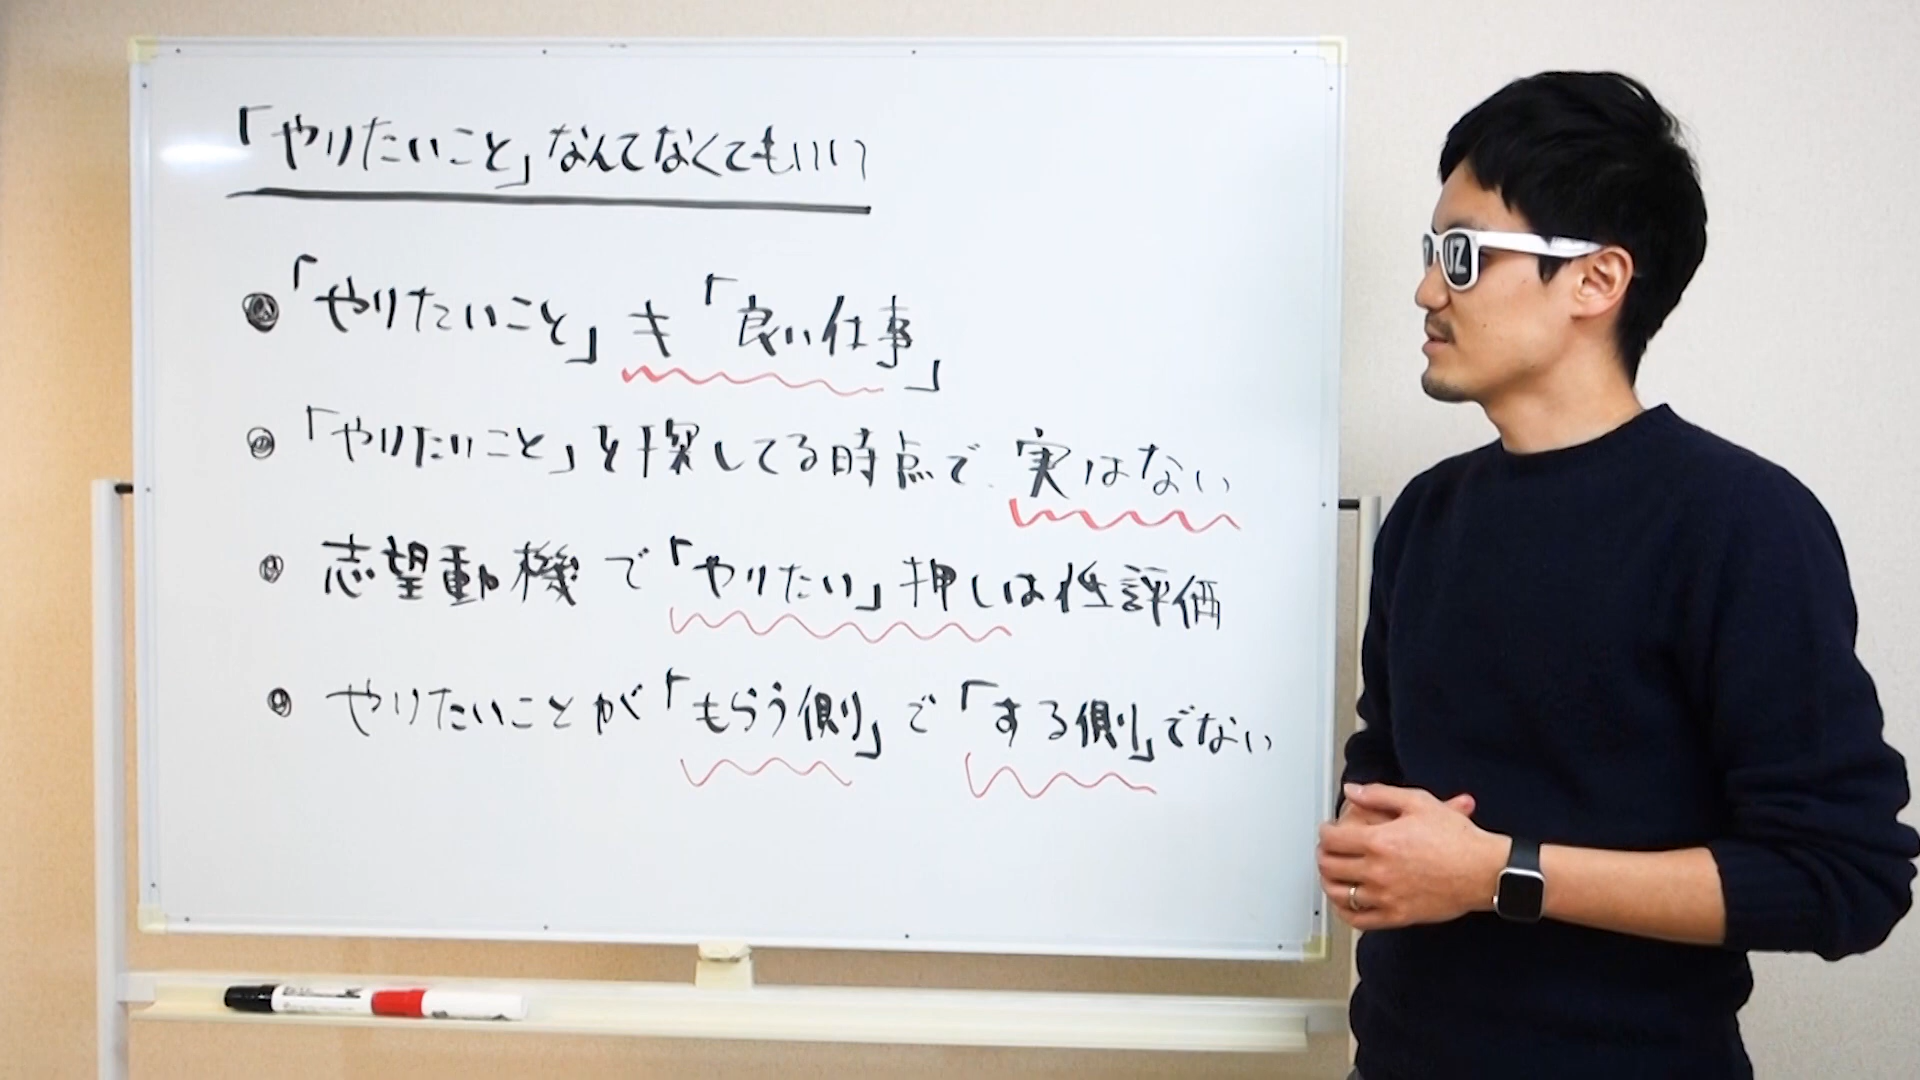 「やりたいこと」なんてなくてもいい
「やりたいこと」≠「良い仕事」
「やりたいこと」を探してる時点で、実はない
志望動機で「やりたい」押しは低評価
やりたいことが「もらう側」で「する側」でない
UZ